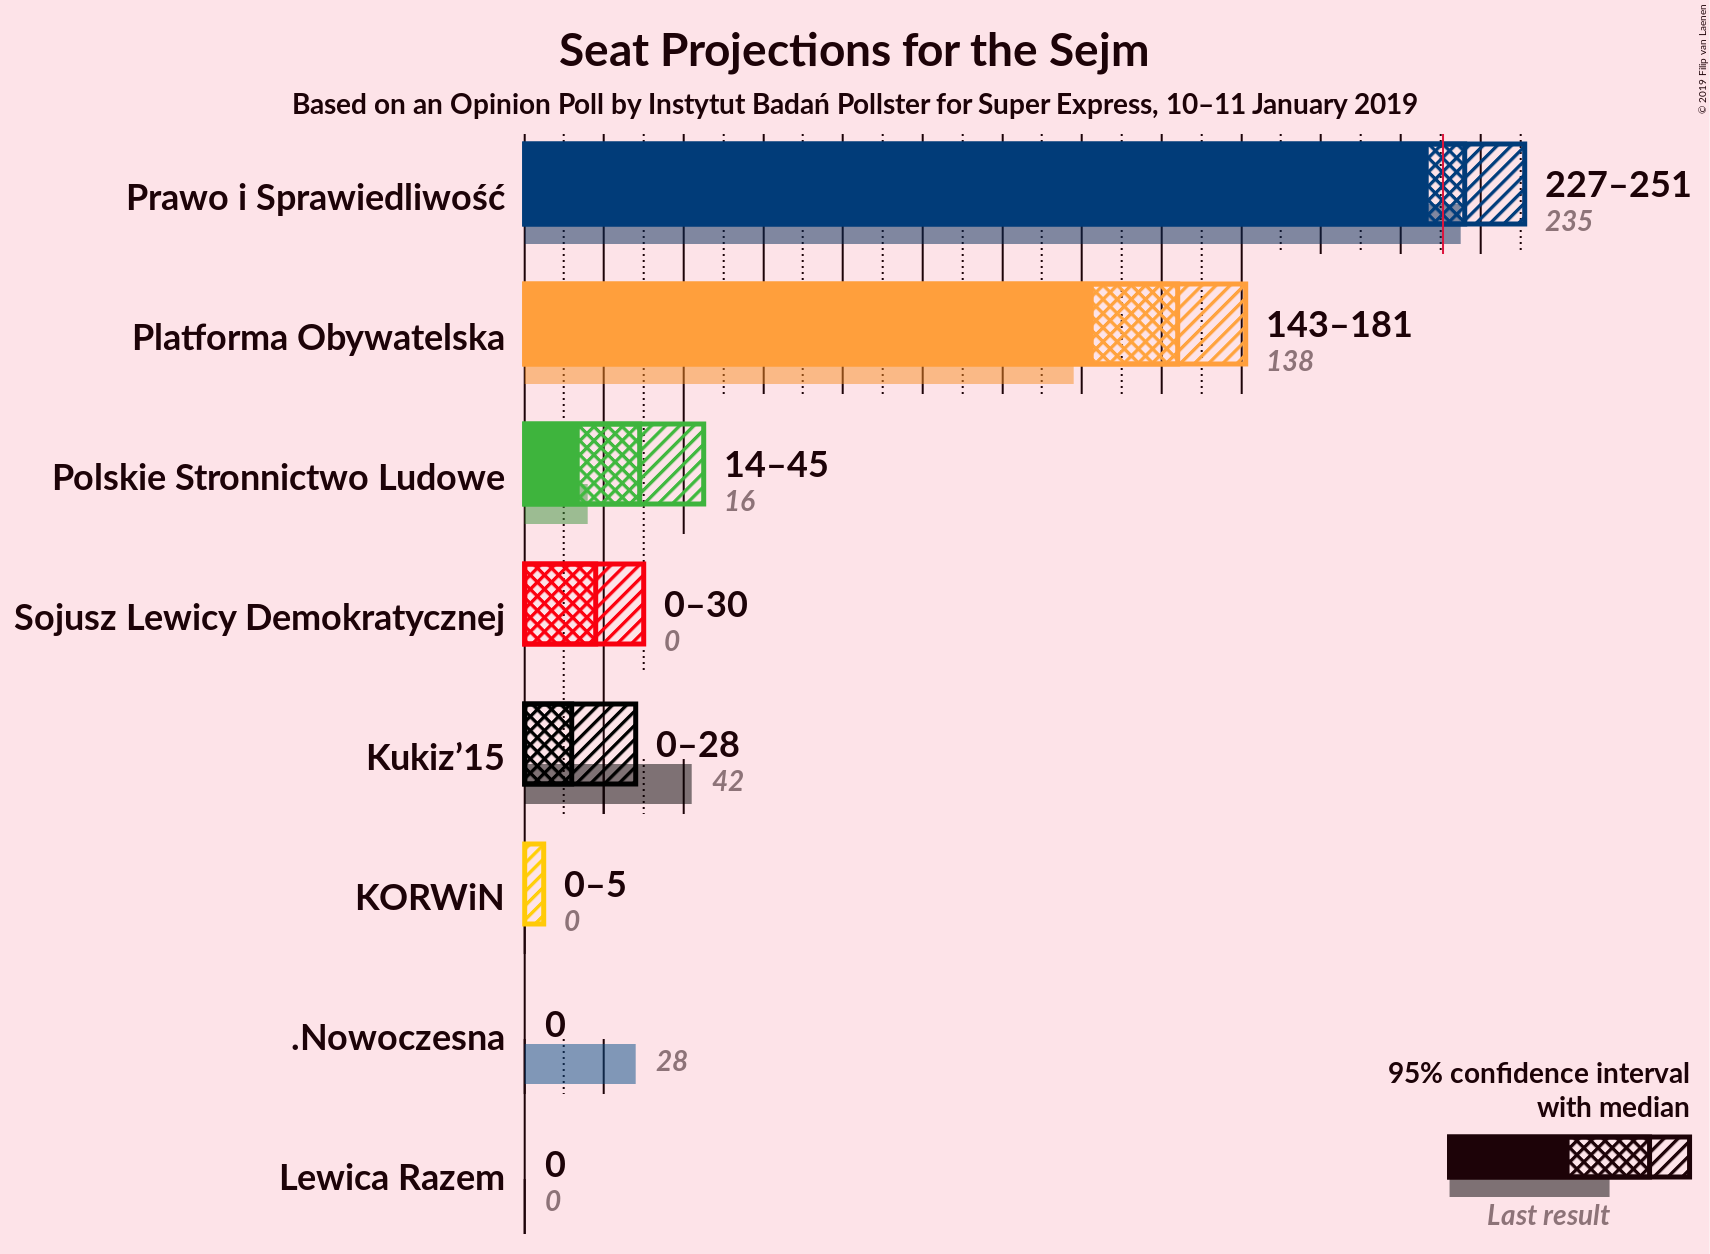 Seat Projections for the Sejm
Based on an Opinion Poll by Instytut Badań Pollster for Super Express, 10–11 January 2019
© 2019 Filip van Laenen
Prawo i Sprawiedliwość
227–251
235
Platforma Obywatelska
143–181
138
Polskie Stronnictwo Ludowe
14–45
16
Sojusz Lewicy Demokratycznej
0–30
0
Kukiz’15
0–28
42
KORWiN
0–5
0
.Nowoczesna
0
28
Lewica Razem
0
0
95% confidence interval
with median
Last result